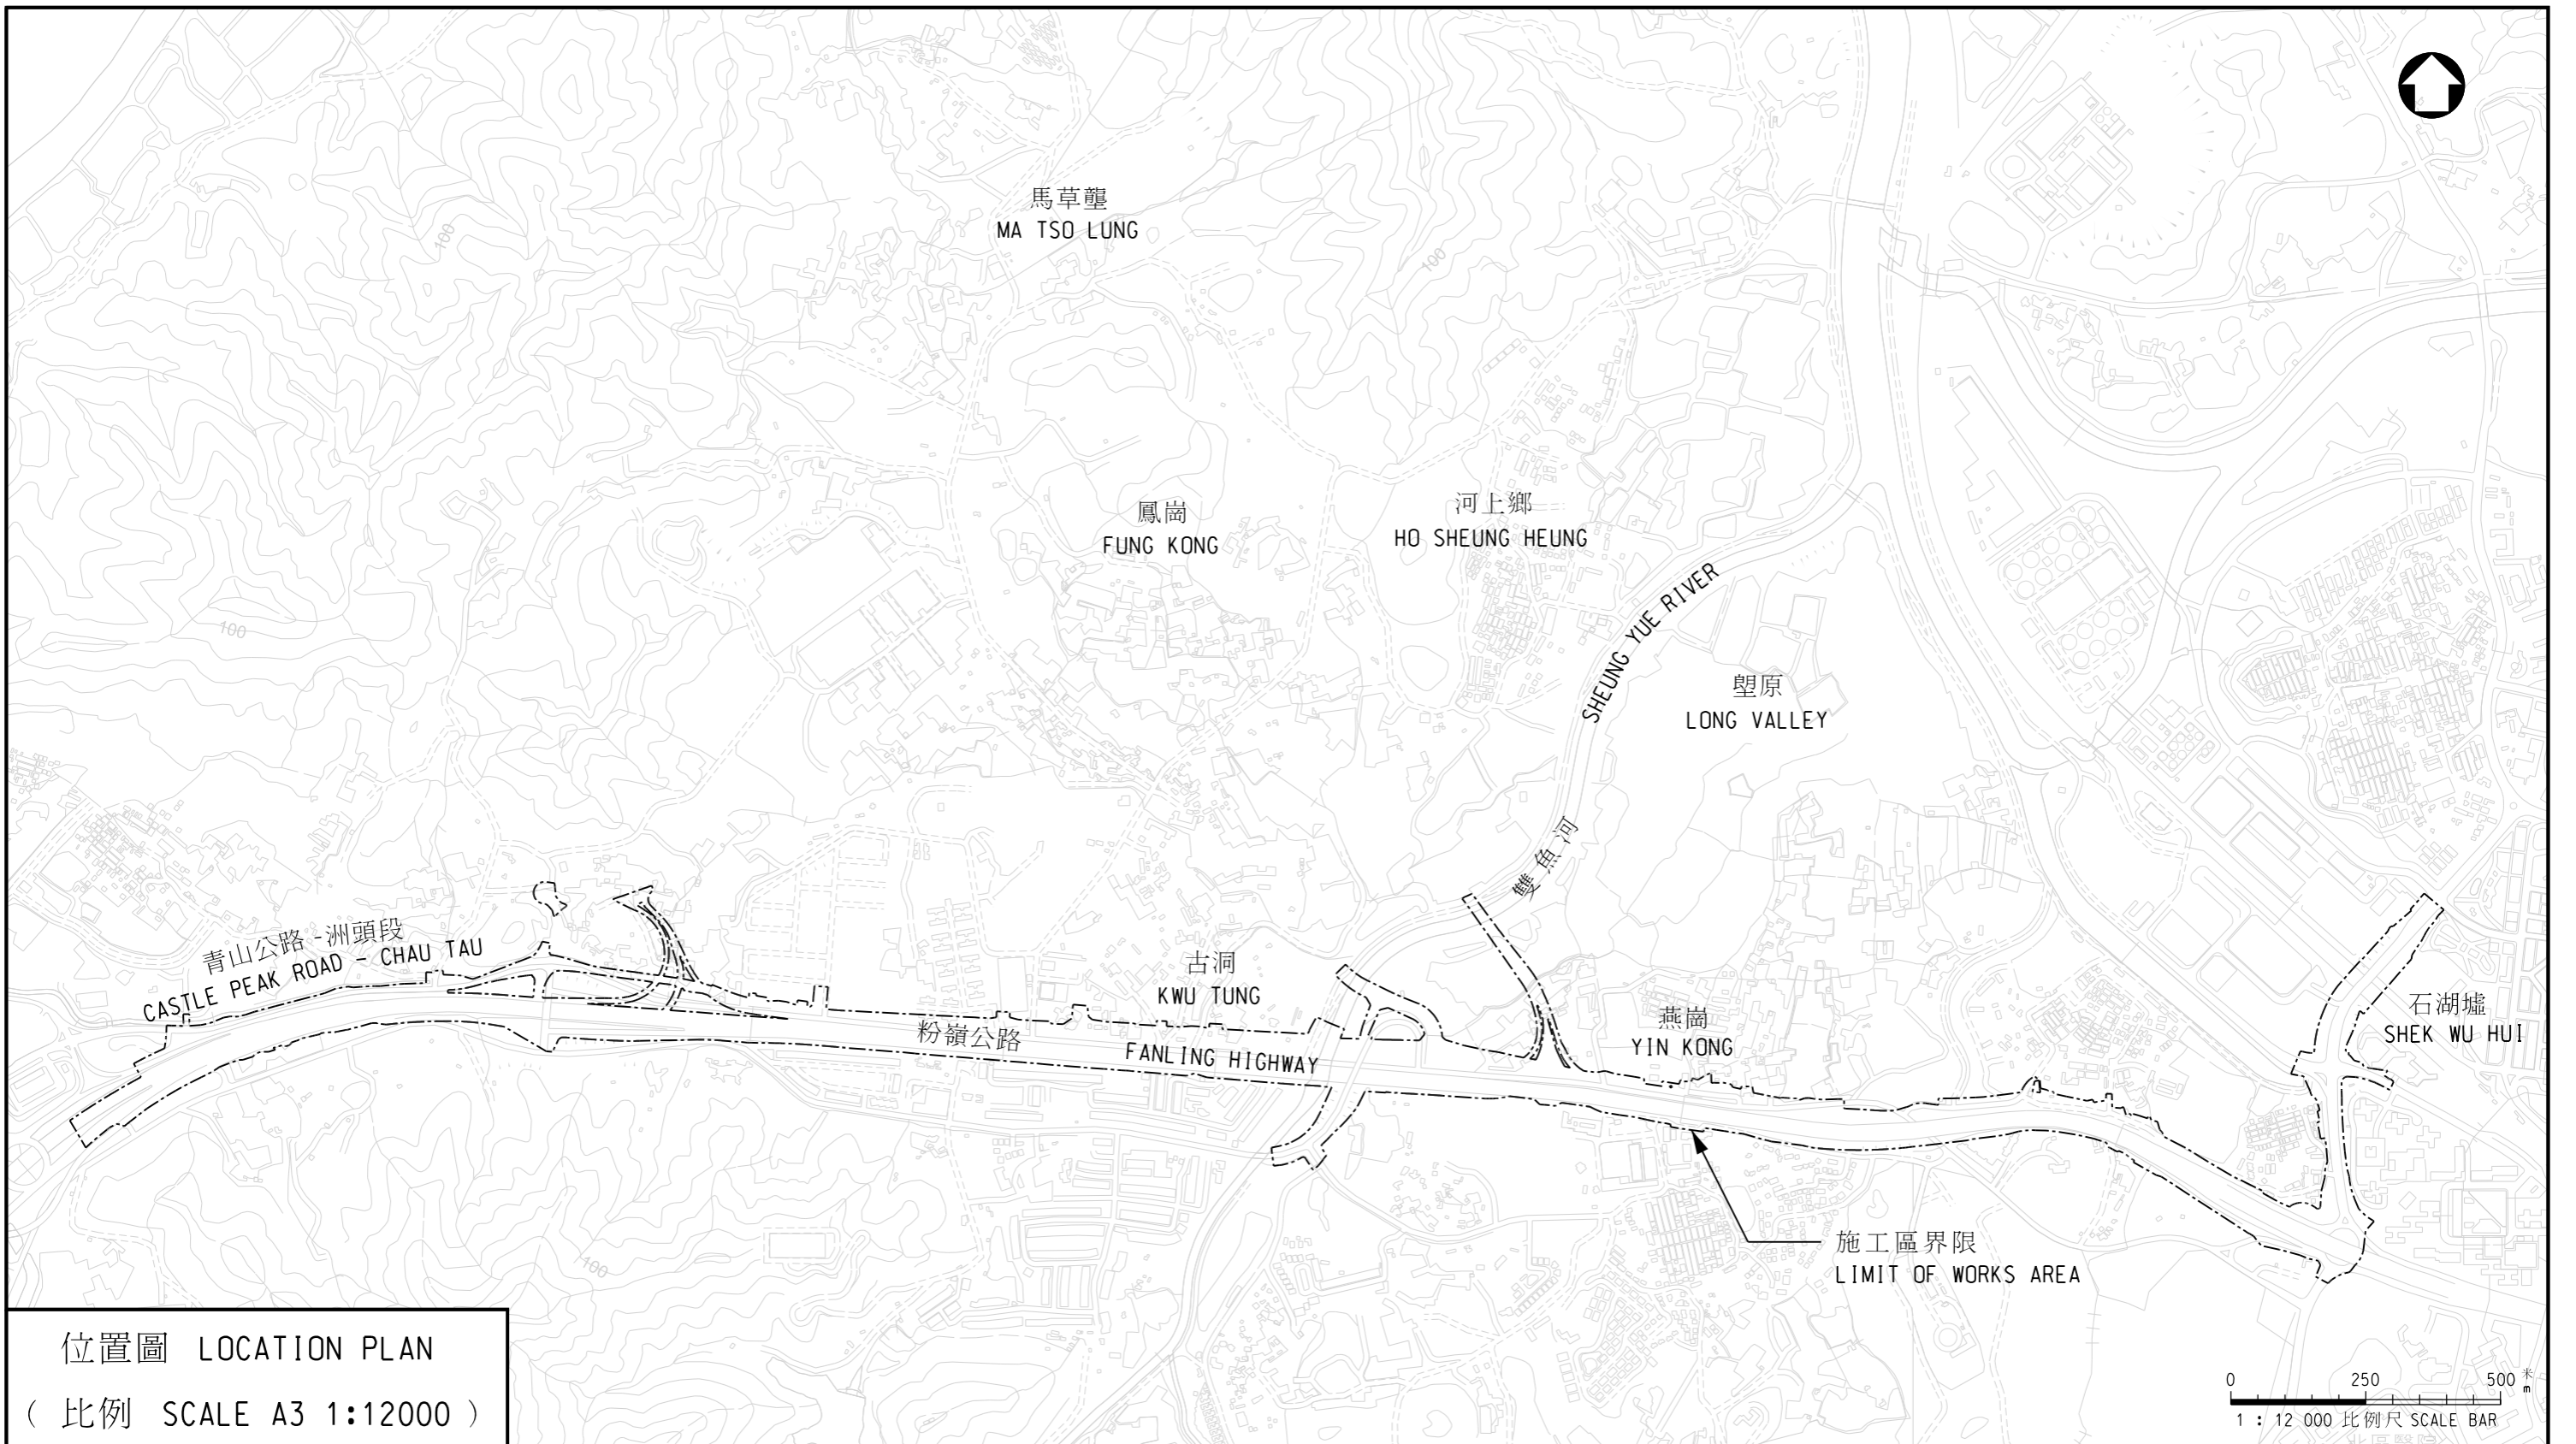 馬草壟
MA TSO LUNG
100
100
鳳崗
FUNG KONG
河上鄉
HO SHEUNG HEUNG
SHEUNG YUE RIVER
100
塱原
LONG VALLEY
雙魚河
青山公路 - 洲頭段
CASTLE PEAK ROAD - CHAU TAU
古洞
KWU TUNG
粉嶺公路
FANLING HIGHWAY
燕崗
YIN KONG
石湖墟
SHEK WU HUI
施工區界限
LIMIT OF WORKS AREA
100
位置圖 LOCATION PLAN
( 比例 SCALE A3 1:12000 )
0 250 500 米 m
1 : 12 000 比例尺 SCALE BAR